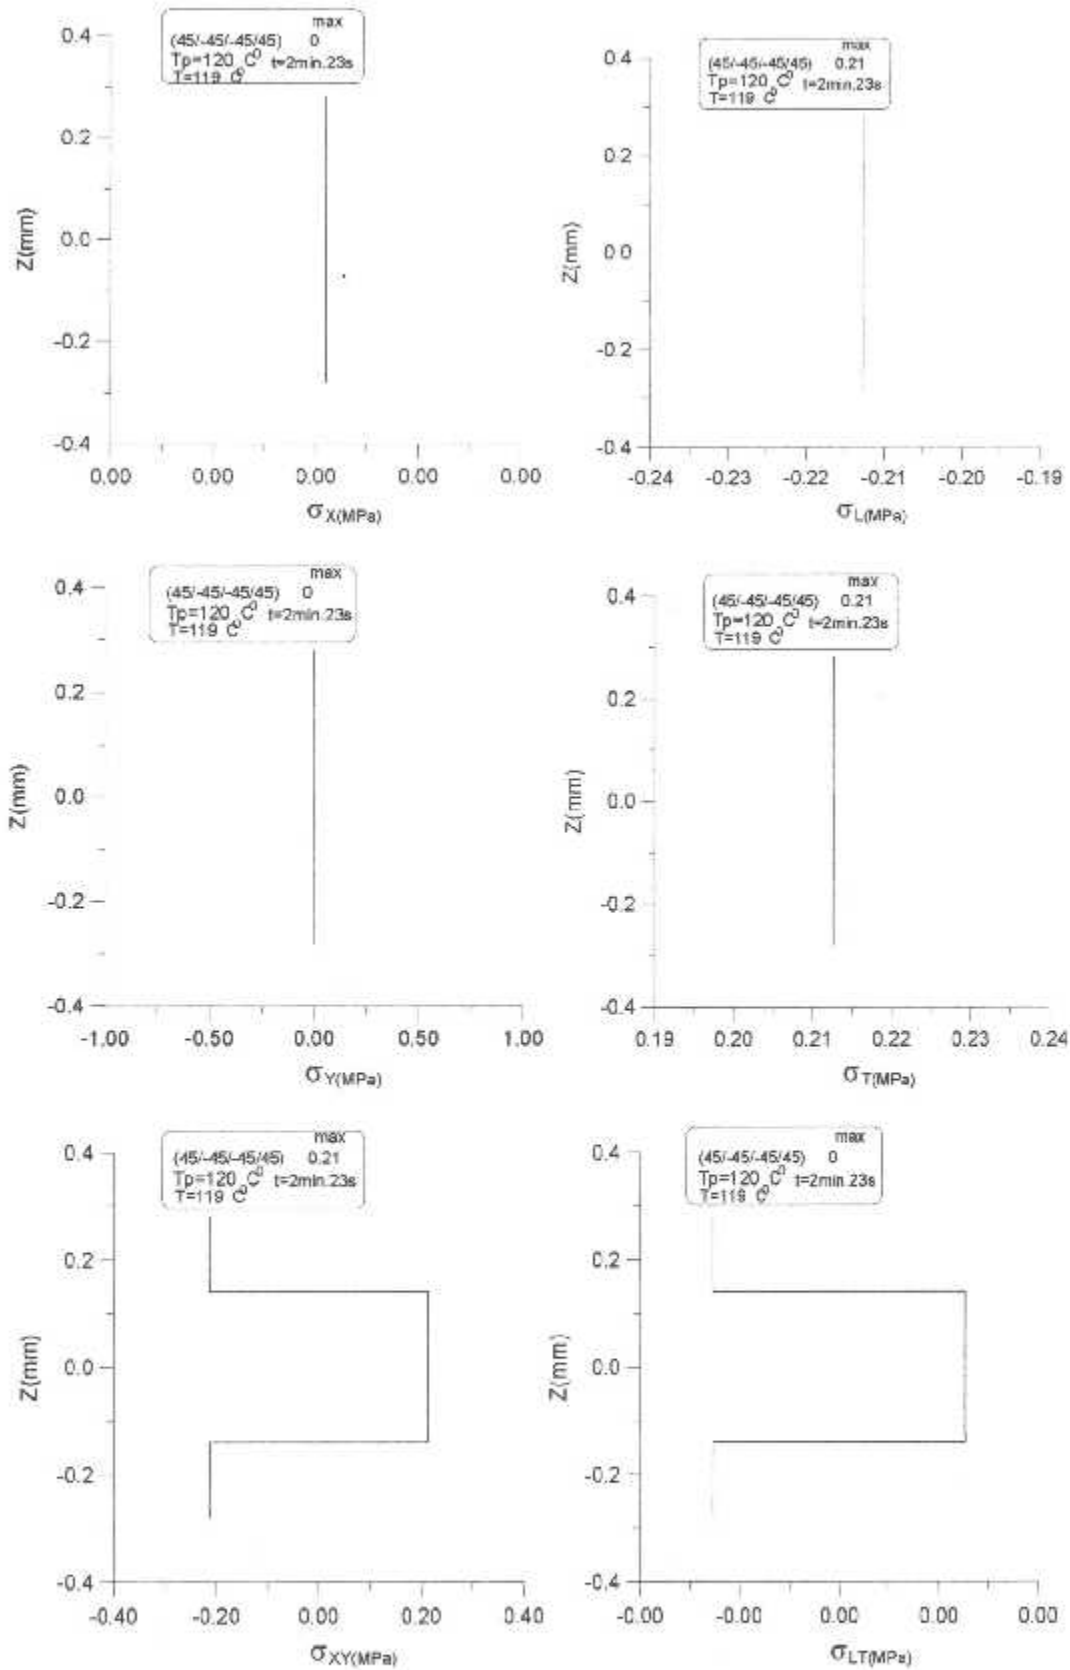 max
(45/-45/-45/45) 0
Tp=120 C⁰ t=2min.23s
T=119 C⁰
0.4
0.2
0.0
-0.2
-0.4
Z(mm)
0.00 0.00 0.00 0.00 0.00
σX(MPa)
max
(45/-45/-45/45) 0.21
Tp=120 C⁰ t=2min.23s
T=119 C⁰
0.4
0.2
0.0
-0.2
-0.4
Z(mm)
-0.24 -0.23 -0.22 -0.21 -0.20 -0.19
σL(MPa)
max
(45/-45/-45/45) 0
Tp=120 C⁰ t=2min.23s
T=119 C⁰
0.4
0.2
0.0
-0.2
-0.4
Z(mm)
-1.00 -0.50 0.00 0.50 1.00
σY(MPa)
max
(45/-45/-45/45) 0.21
Tp=120 C⁰ t=2min.23s
T=119 C⁰
0.4
0.2
0.0
-0.2
-0.4
Z(mm)
0.19 0.20 0.21 0.22 0.23 0.24
σT(MPa)
max
(45/-45/-45/45) 0.21
Tp=120 C⁰ t=2min.23s
T=119 C⁰
0.4
0.2
0.0
-0.2
-0.4
Z(mm)
-0.40 -0.20 0.00 0.20 0.40
σXY(MPa)
max
(45/-45/-45/45) 0
Tp=120 C⁰ t=2min.23s
T=119 C⁰
0.4
0.2
0.0
-0.2
-0.4
Z(mm)
-0.00 -0.00 0.00 0.00 0.00
σLT(MPa)